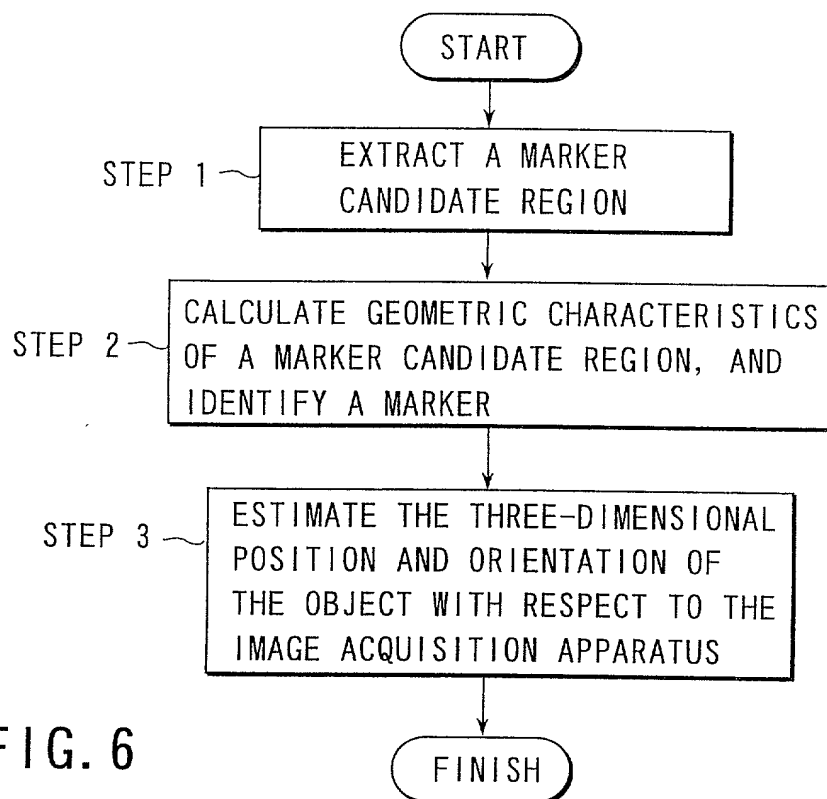 START
STEP 1
EXTRACT A MARKER
CANDIDATE REGION
STEP 2
CALCULATE GEOMETRIC CHARACTERISTICS
OF A MARKER CANDIDATE REGION, AND
IDENTIFY A MARKER
STEP 3
ESTIMATE THE THREE-DIMENSIONAL
POSITION AND ORIENTATION OF
THE OBJECT WITH RESPECT TO THE
IMAGE ACQUISITION APPARATUS
FINISH
FIG. 6